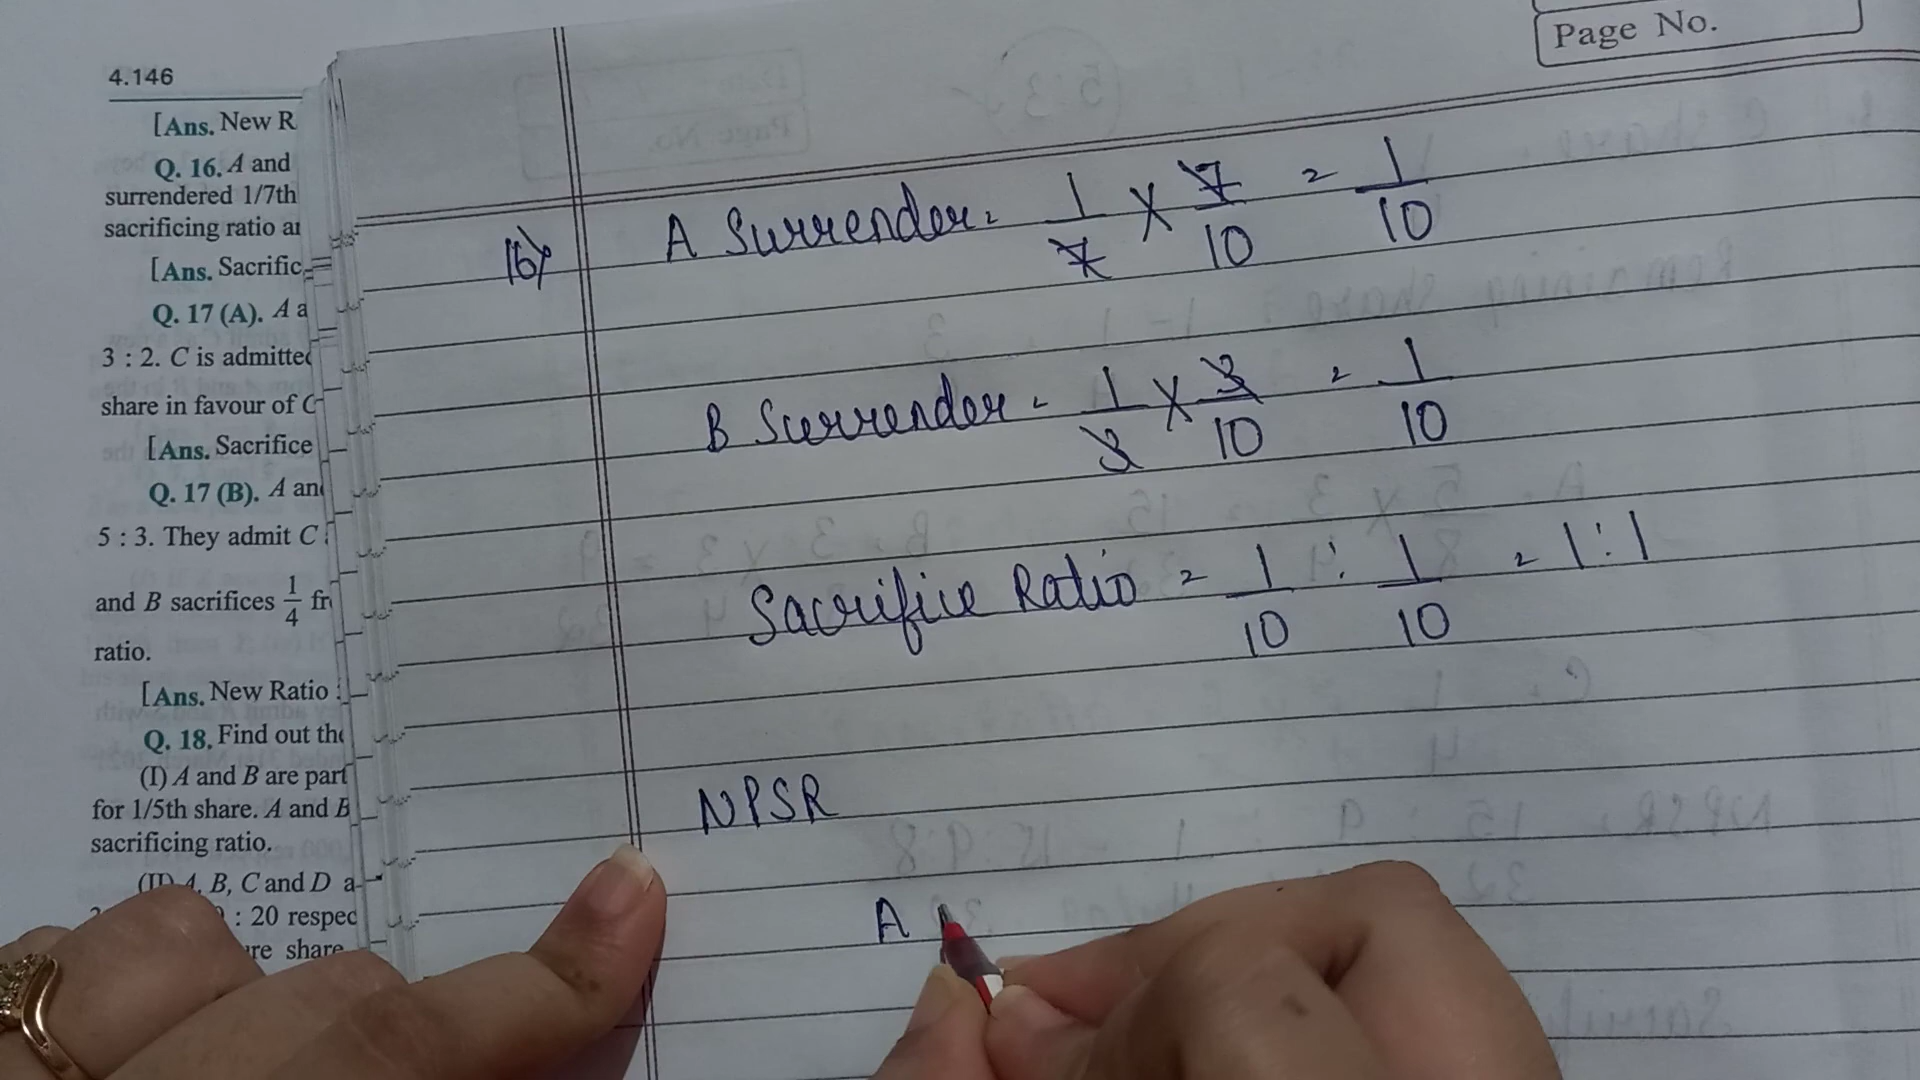 4.146
[Ans. New R
Q. 16. A and
surrendered 1/7th
sacrificing ratio ar
[Ans. Sacrific
Q. 17 (A). A a
3 : 2. C is admitted
share in favour of C
[Ans. Sacrifice
Q. 17 (B). A and
5 : 3. They admit C
and B sacrifices 1/4 fr
ratio.
[Ans. New Ratio :
Q. 18. Find out the
(I) A and B are part
for 1/5th share. A and B
sacrificing ratio.
(II) A, B, C and D a
: 20 respec
share
Page No.
16) A Surrender = 1/7 X 7/10 = 1/10
B Surrender = 1/3 X 3/10 = 1/10
Sacrifice Ratio = 1/10 : 1/10 = 1:1
NPSR
A